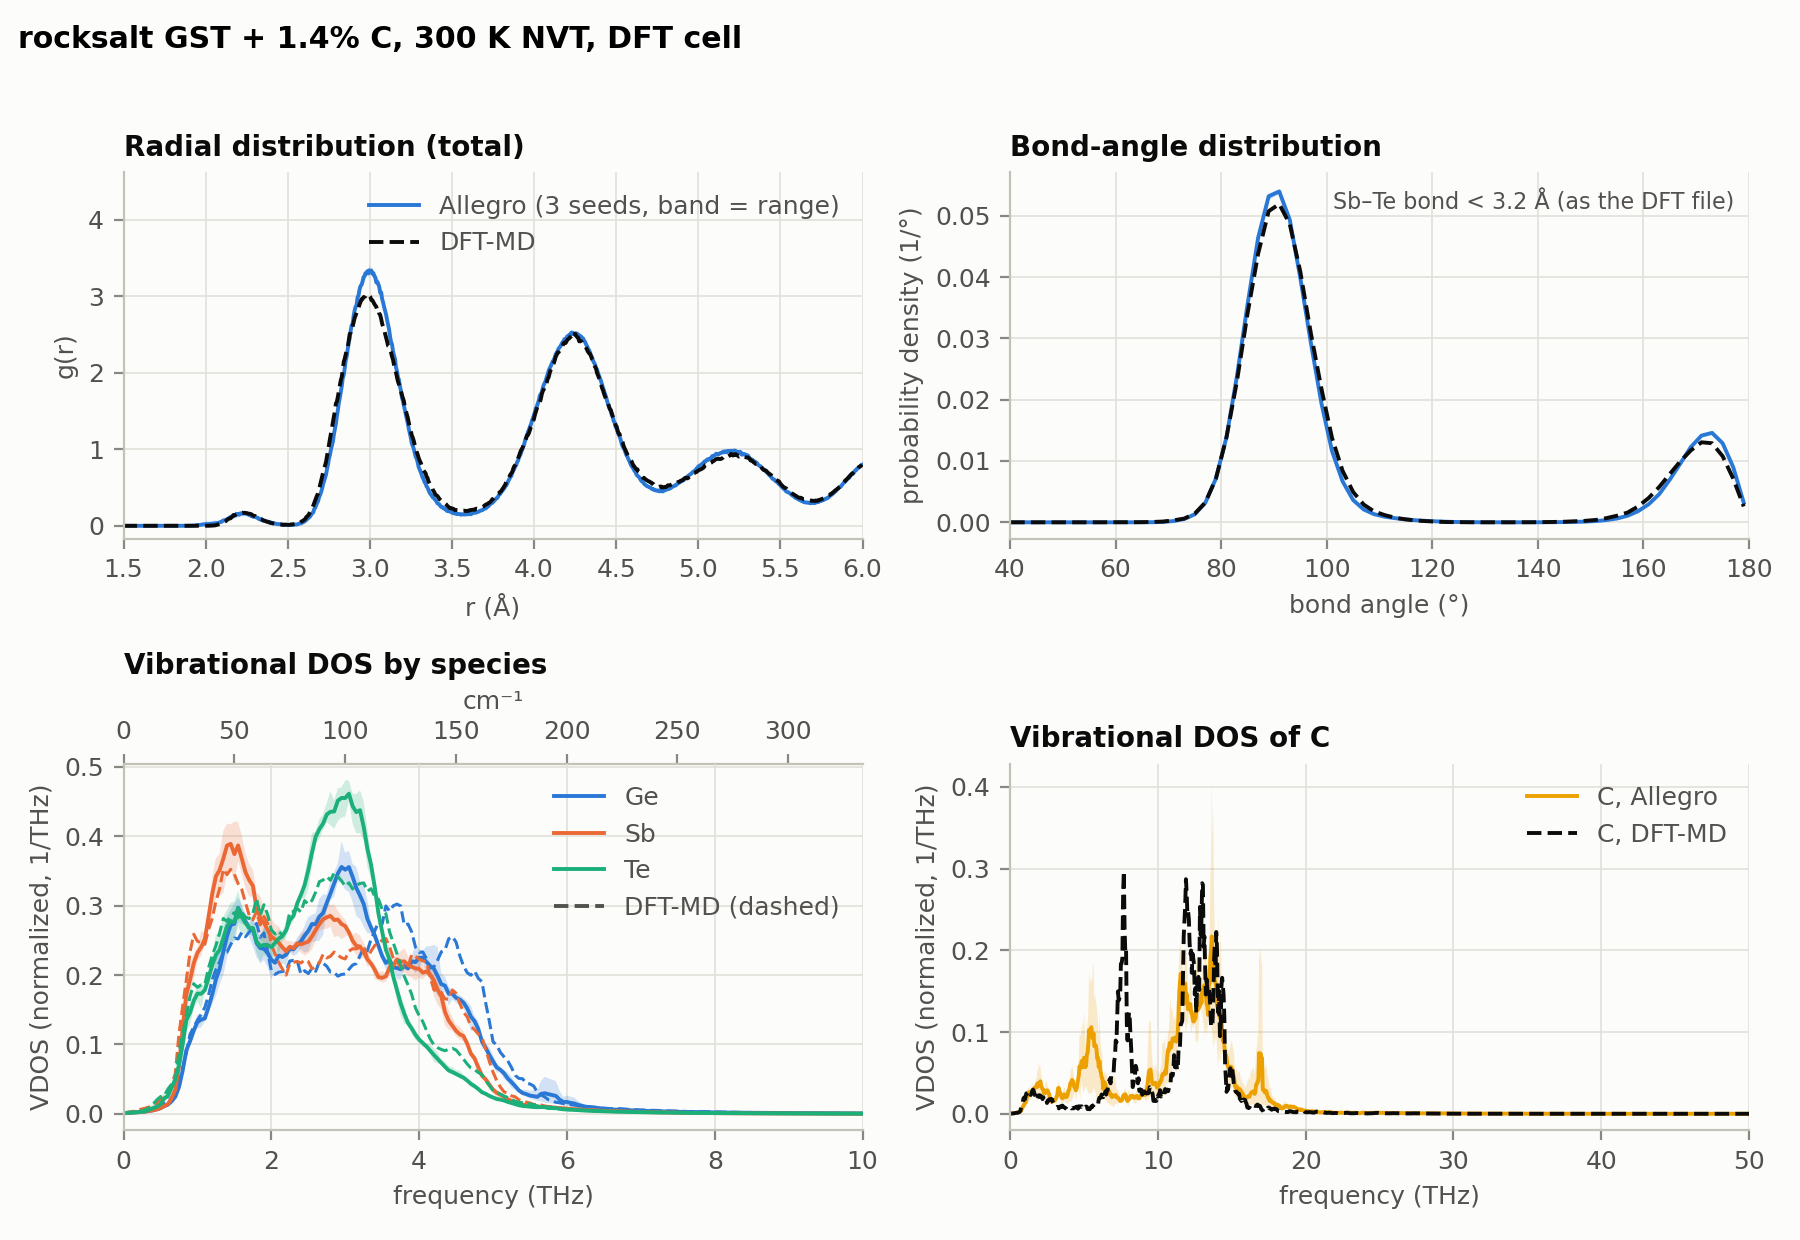 rocksalt GST + 1.4% C, 300 K NVT, DFT cell
Radial distribution (total)
g(r)
4
3
2
1
0
Allegro (3 seeds, band = range)
DFT-MD
1.5 2.0 2.5 3.0 3.5 4.0 4.5 5.0 5.5 6.0
r (Å)
Bond-angle distribution
probability density (1/°)
0.05
0.04
0.03
0.02
0.01
0.00
Sb–Te bond < 3.2 Å (as the DFT file)
40 60 80 100 120 140 160 180
bond angle (°)
Vibrational DOS by species
cm⁻¹
0 50 100 150 200 250 300
VDOS (normalized, 1/THz)
0.5
0.4
0.3
0.2
0.1
0.0
Ge
Sb
Te
DFT-MD (dashed)
0 2 4 6 8 10
frequency (THz)
Vibrational DOS of C
VDOS (normalized, 1/THz)
0.4
0.3
0.2
0.1
0.0
C, Allegro
C, DFT-MD
0 10 20 30 40 50
frequency (THz)